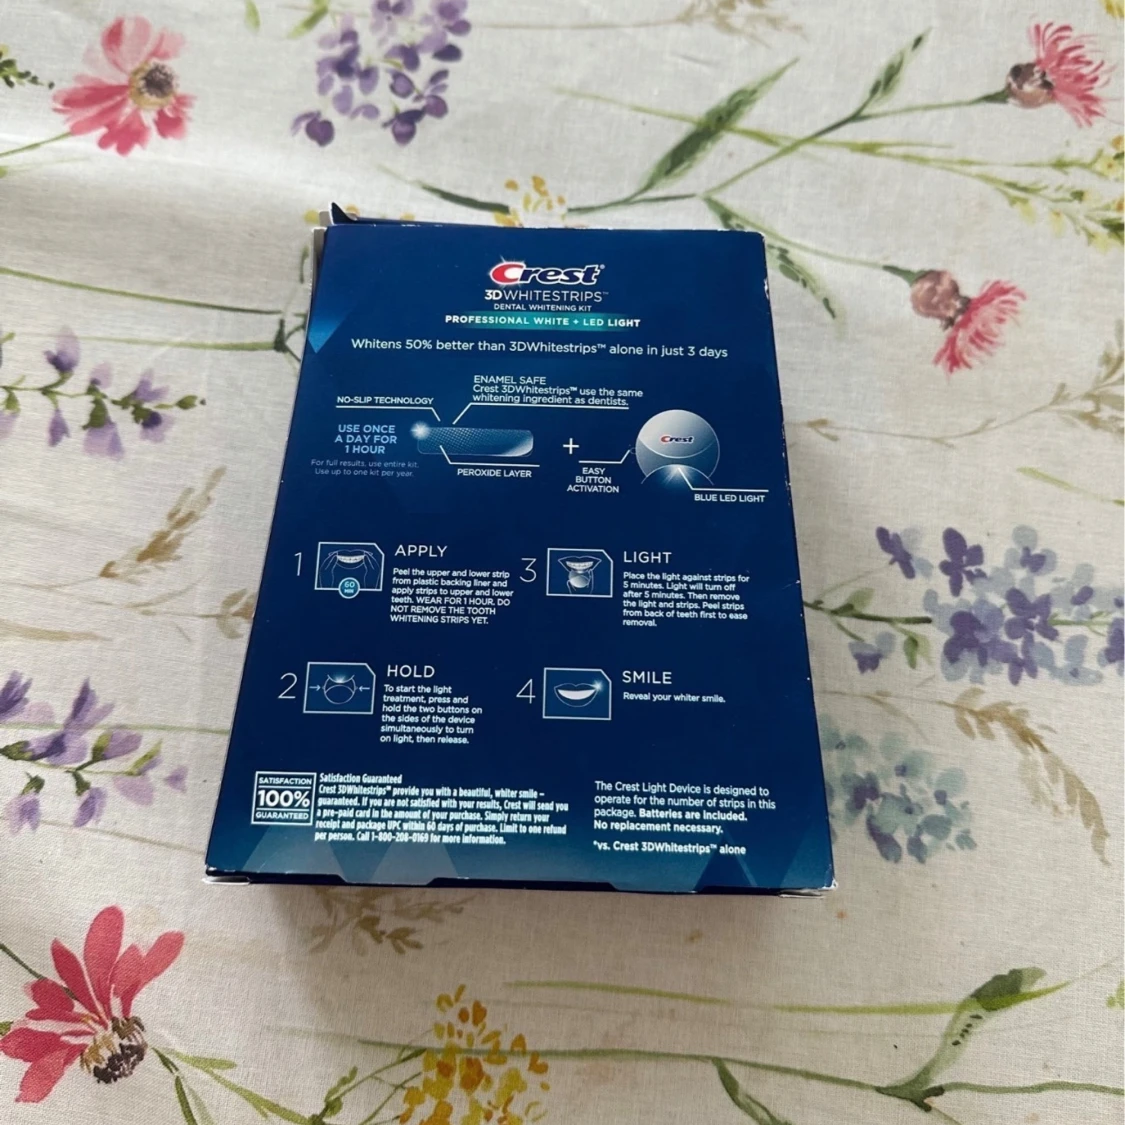 Crest®
3DWHITESTRIPS™
DENTAL WHITENING KIT
PROFESSIONAL WHITE + LED LIGHT
Whitens 50% better than 3DWhitestrips™ alone in just 3 days
NO-SLIP TECHNOLOGY
ENAMEL SAFE
Crest 3DWhitestrips™ use the same
whitening ingredient as dentists.
USE ONCE
A DAY FOR
1 HOUR
For full results, use entire kit.
Use up to one kit per year.
PEROXIDE LAYER
+
Crest
EASY
BUTTON
ACTIVATION
BLUE LED LIGHT
1
60
MIN
APPLY
Peel the upper and lower strip
from plastic backing liner and
apply strips to upper and lower
teeth. WEAR FOR 1 HOUR. DO
NOT REMOVE THE TOOTH
WHITENING STRIPS YET.
2
HOLD
To start the light
treatment, press and
hold the two buttons on
the sides of the device
simultaneously to turn
on light, then release.
3
LIGHT
Place the light against strips for
5 minutes. Light will turn off
after 5 minutes. Then remove
the light and strips. Peel strips
from back of teeth first to ease
removal.
4
SMILE
Reveal your whiter smile.
SATISFACTION
100%
GUARANTEED
Satisfaction Guaranteed
Crest 3DWhitestrips™ provide you with a beautiful, whiter smile –
guaranteed. If you are not satisfied with your results, Crest will send you
a pre-paid card in the amount of your purchase. Simply return your
receipt and package UPC within 60 days of purchase. Limit to one refund
per person. Call 1-800-208-0169 for more information.
The Crest Light Device is designed to
operate for the number of strips in this
package. Batteries are included.
No replacement necessary.
*vs. Crest 3DWhitestrips™ alone